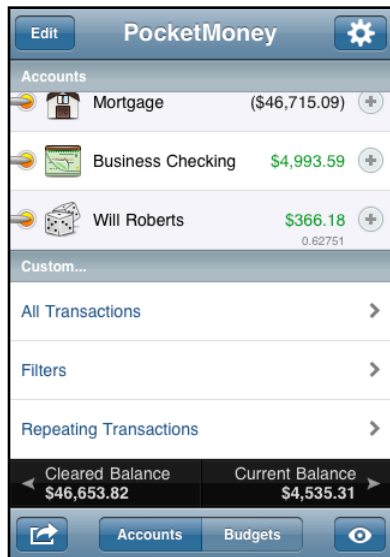 Edit PocketMoney
Accounts
Mortgage ($46,715.09)
Business Checking $4,993.59
Will Roberts $366.18
0.62751
Custom...
All Transactions
Filters
Repeating Transactions
Cleared Balance Current Balance
$46,653.82 $4,535.31
Accounts Budgets